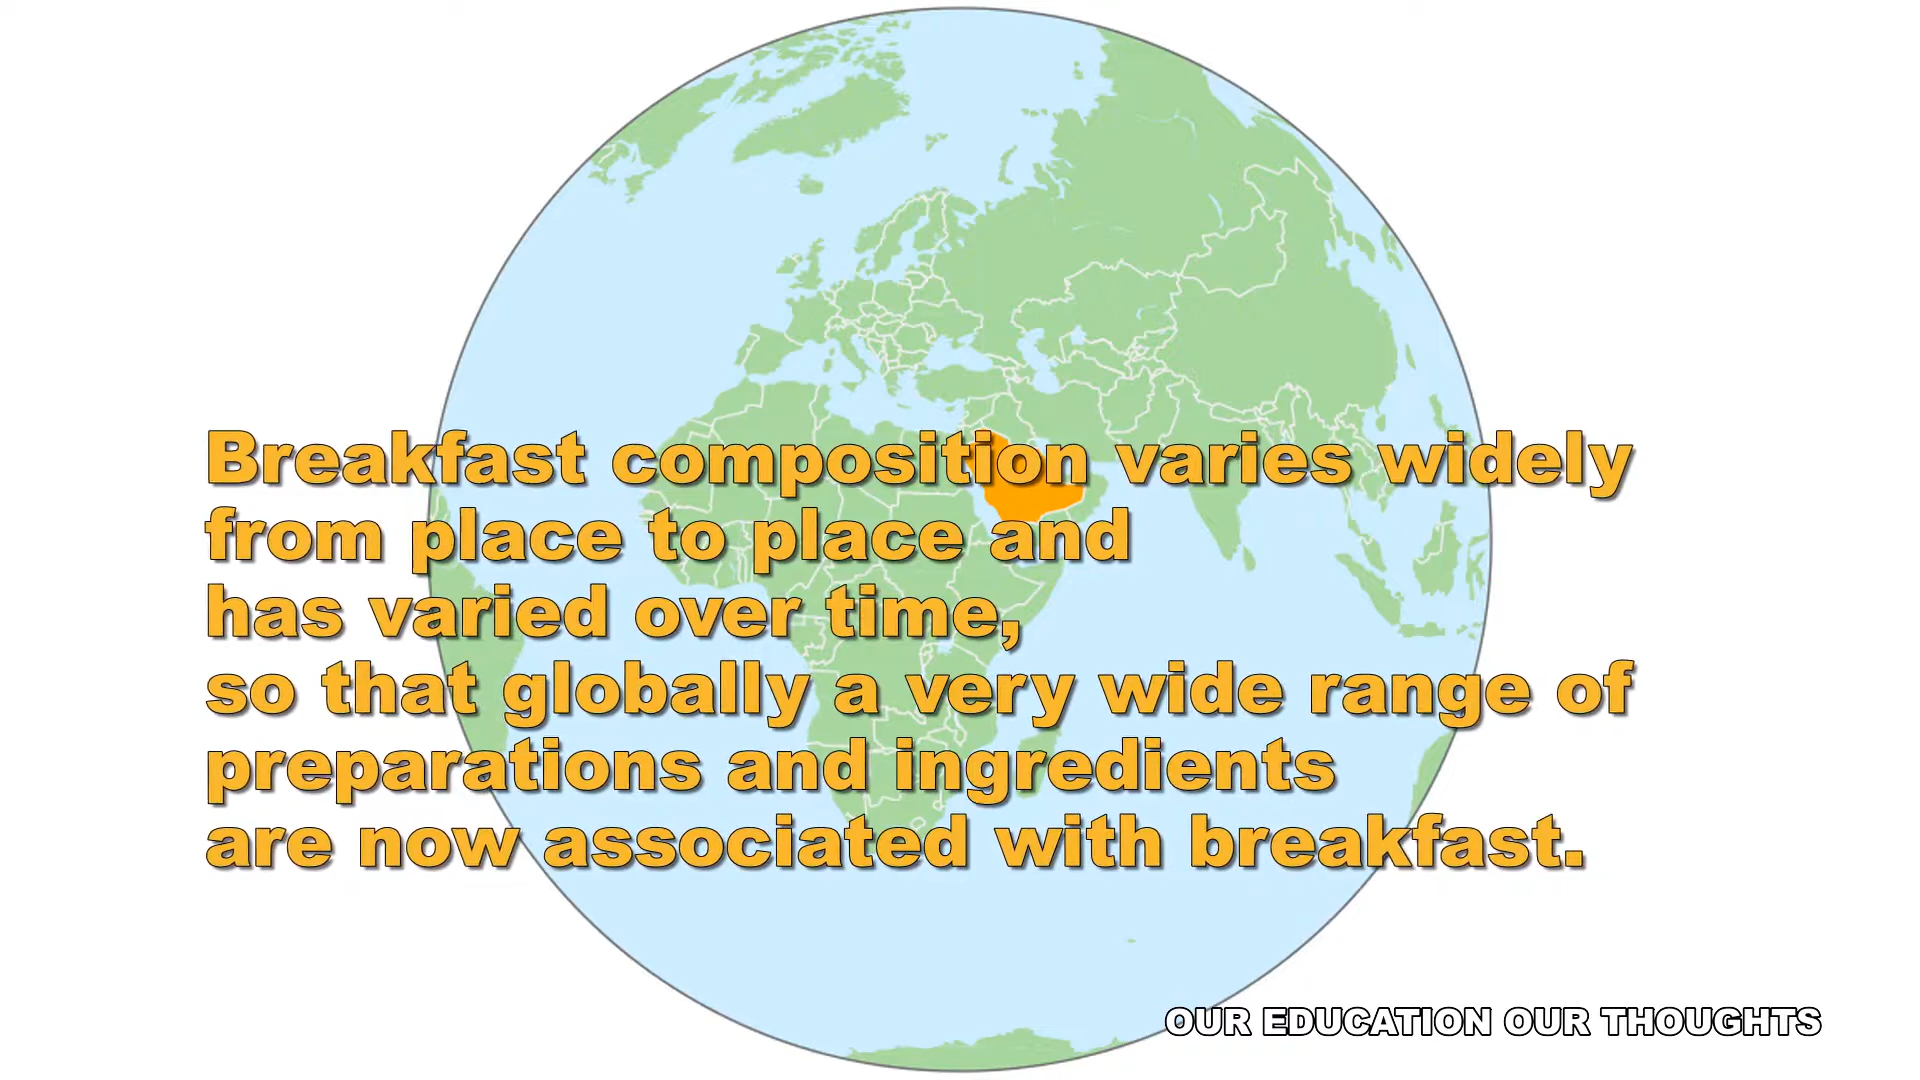 Breakfast composition varies widely
from place to place and
has varied over time,
so that globally a very wide range of
preparations and ingredients
are now associated with breakfast.
OUR EDUCATION OUR THOUGHTS